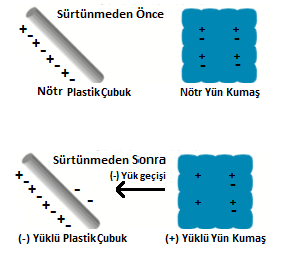 Sürtünmeden Önce
+ - + - + - + -
+ +
- -
+ +
- -
Nötr Plastik Çubuk
Nötr Yün Kumaş
Sürtünmeden Sonra
(-) Yük geçişi
+ - + - + - + -
- -
+ +
-
+ +
-
(-) Yüklü Plastik Çubuk
(+) Yüklü Yün Kumaş